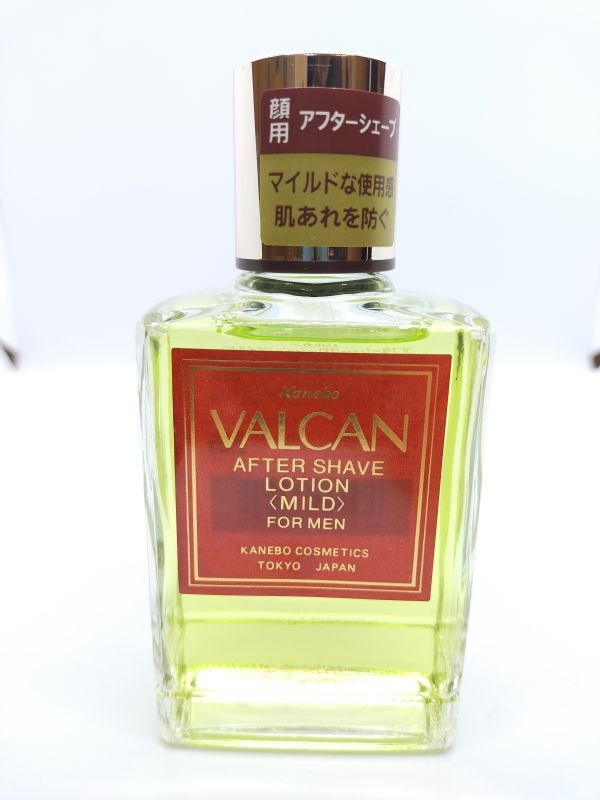 顔用 アフターシェーブ
マイルドな使用感
肌あれを防ぐ
Kanebo
VALCAN
AFTER SHAVE
LOTION
〈MILD〉
FOR MEN
KANEBO COSMETICS
TOKYO JAPAN